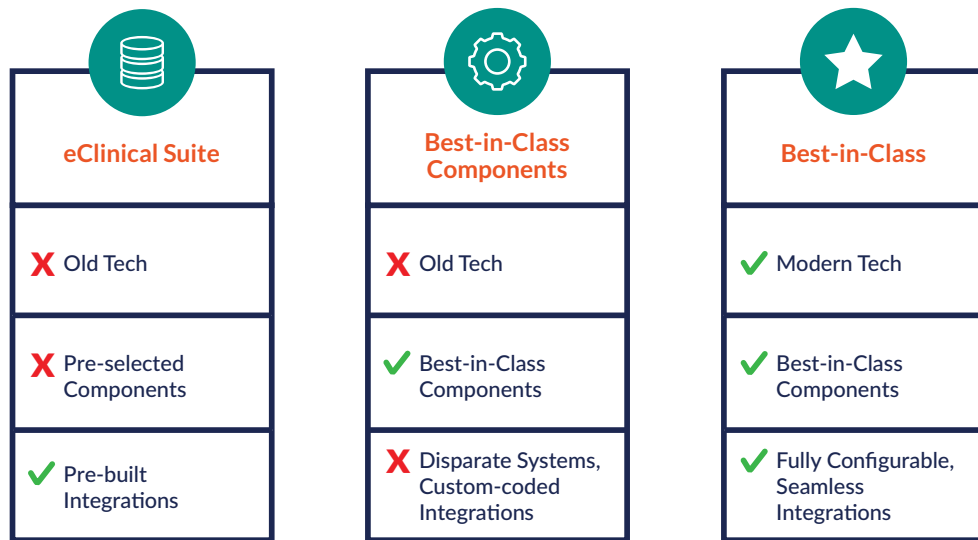 eClinical Suite
Old Tech
Pre-selected
Components
Pre-built
Integrations
Best-in-Class
Components
Old Tech
Best-in-Class
Components
Disparate Systems,
Custom-coded
Integrations
Best-in-Class
Modern Tech
Best-in-Class
Components
Fully Configurable,
Seamless
Integrations